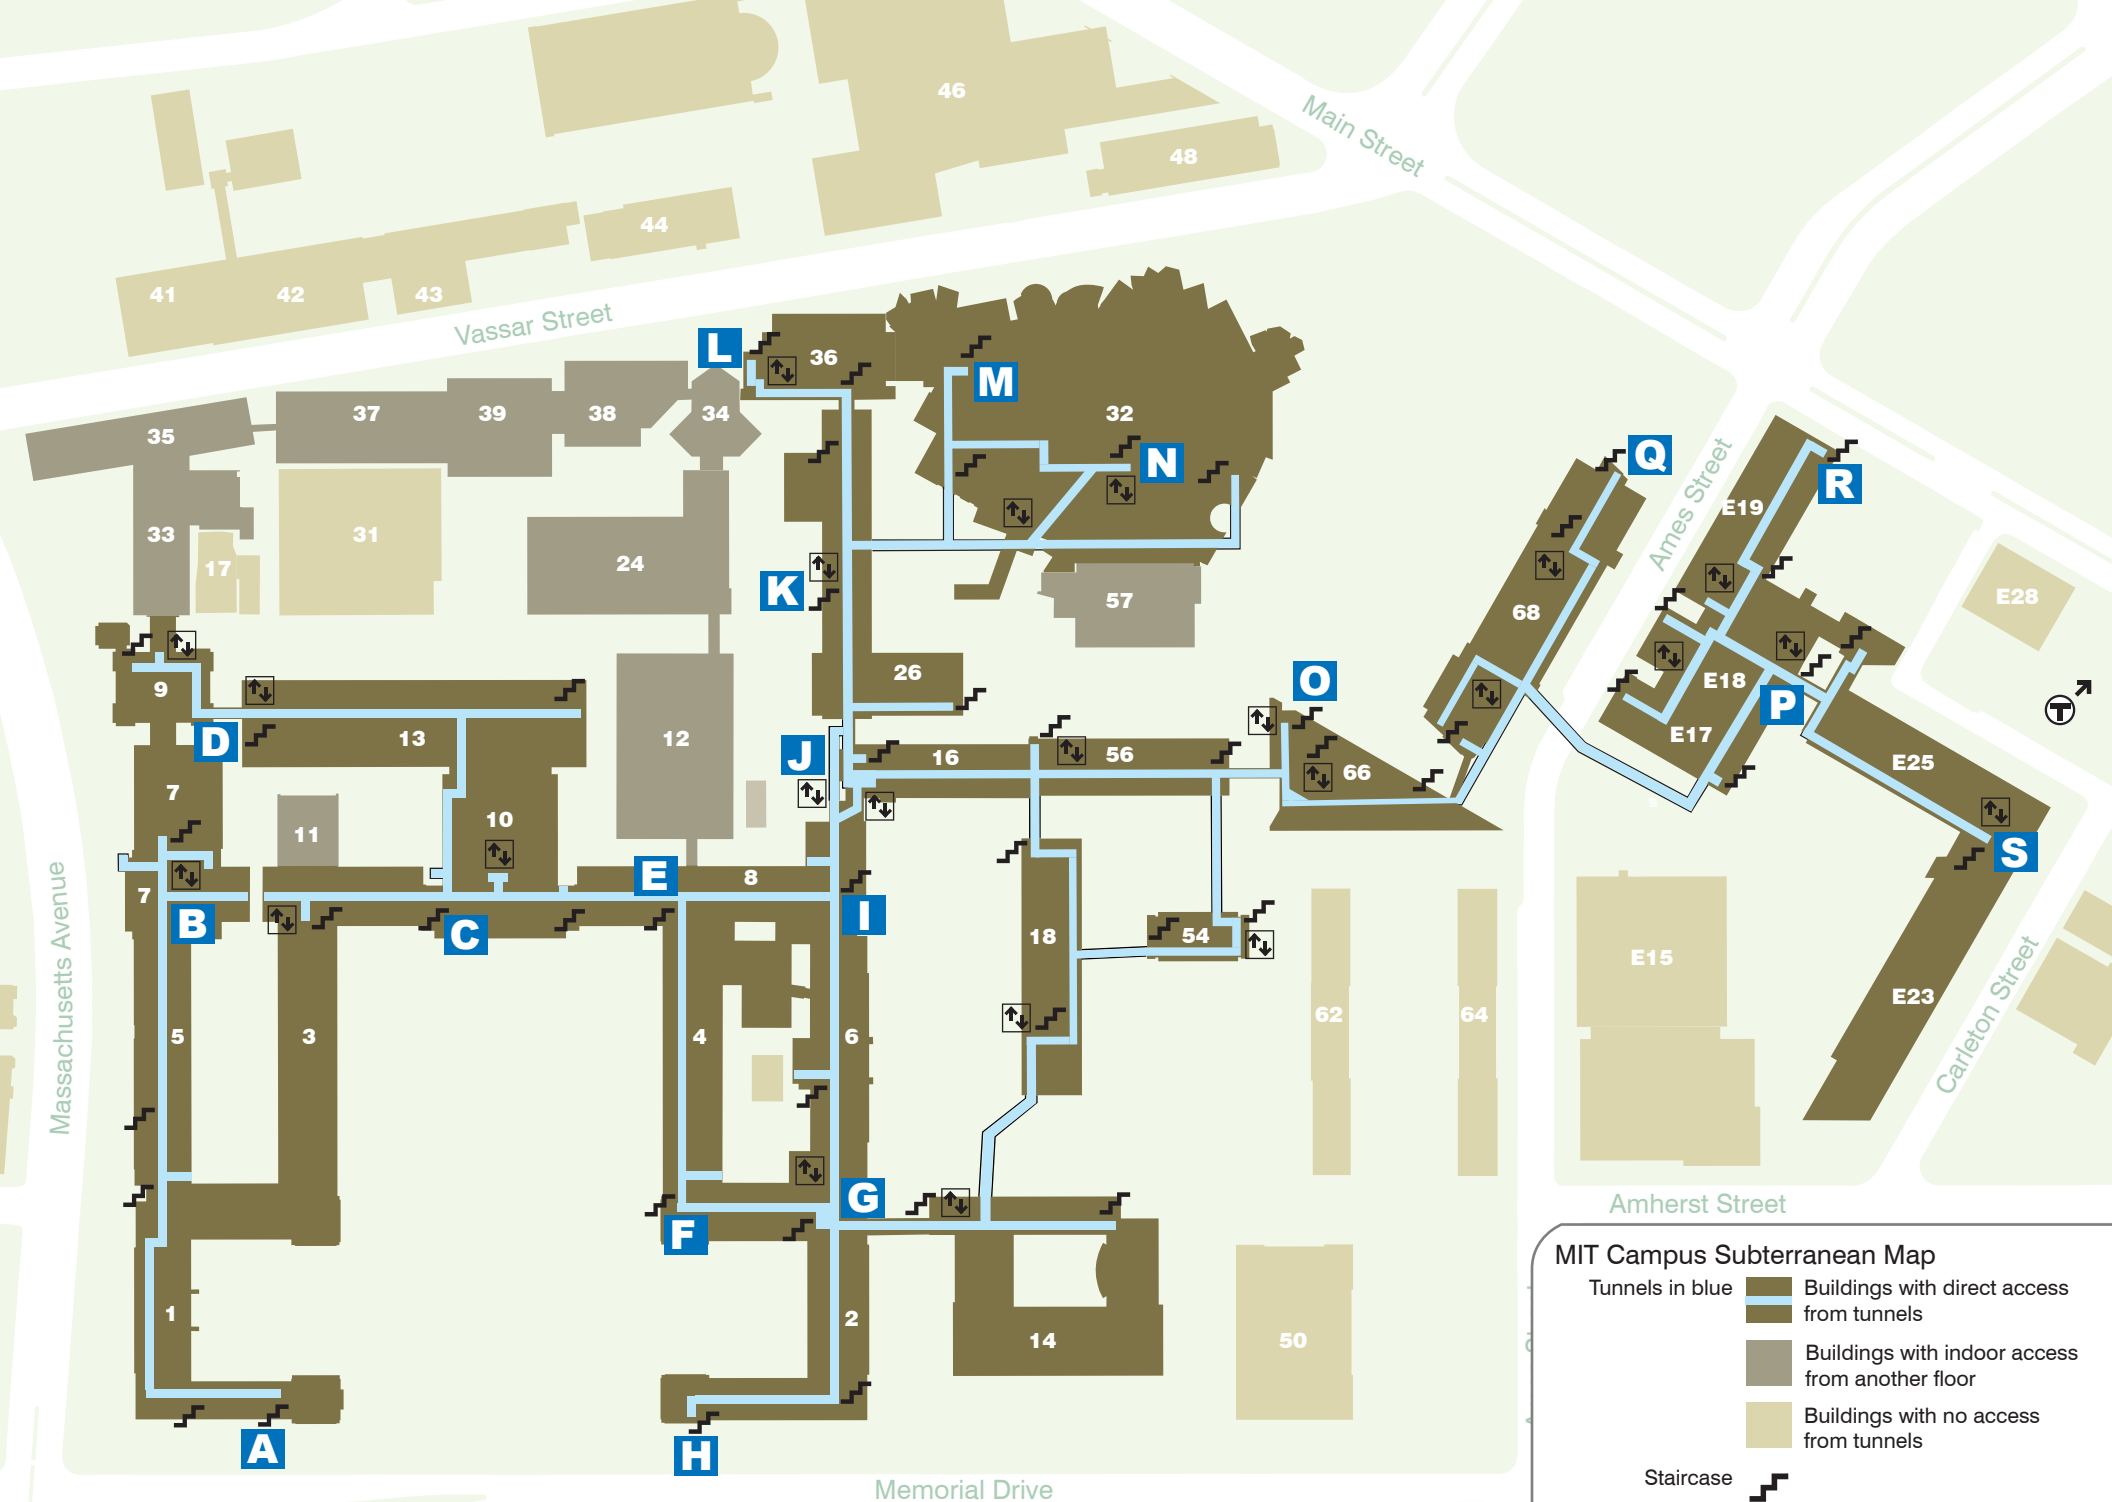 46
Main Street
48
44
41
42
43
Vassar Street
L
36
M
32
37
39
38
34
35
N
Q
R
E19
Ames Street
33
31
17
24
K
57
68
E28
26
O
E18
P
E17
9
D
13
12
J
16
56
66
E25
T
7
11
10
E
8
S
7
B
C
I
18
54
E15
Massachusetts Avenue
5
3
4
6
62
64
E23
Carleton Street
G
F
Amherst Street
1
2
14
50
A
H
Memorial Drive
MIT Campus Subterranean Map
Tunnels in blue
Buildings with direct access
from tunnels
Buildings with indoor access
from another floor
Buildings with no access
from tunnels
Staircase